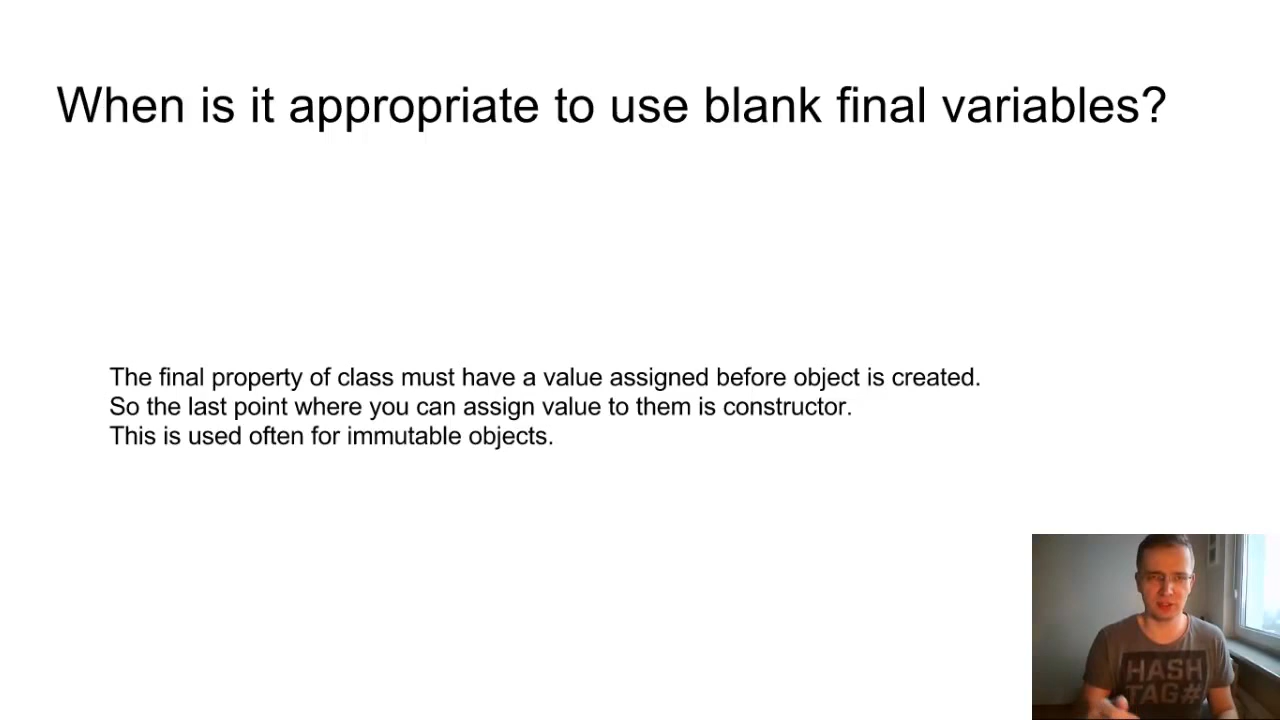 When is it appropriate to use blank final variables?
The final property of class must have a value assigned before object is created.
So the last point where you can assign value to them is constructor.
This is used often for immutable objects.
HASH
TAG#